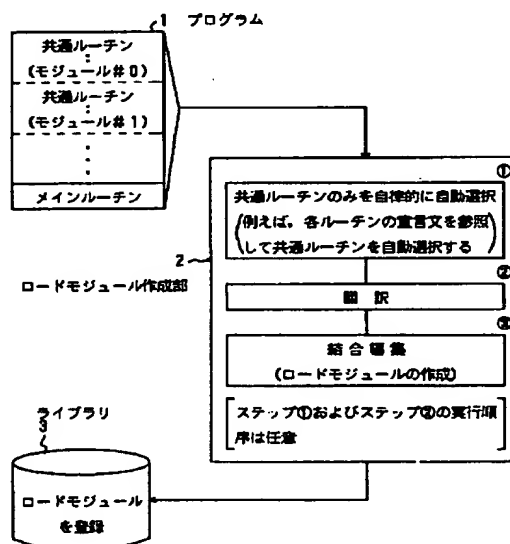 1 プログラム
共通ルーチン
(モジュール#0)
共通ルーチン
(モジュール#1)
メインルーチン
2
ロードモジュール作成部
①
共通ルーチンのみを自律的に自動選択
(例えば,各ルーチンの宣言文を参照
して共通ルーチンを自動選択する)
②
翻訳
③
結合編集
(ロードモジュールの作成)
[ステップ①およびステップ②の実行順
序は任意]
ライブラリ
3
ロードモジュール
を登録